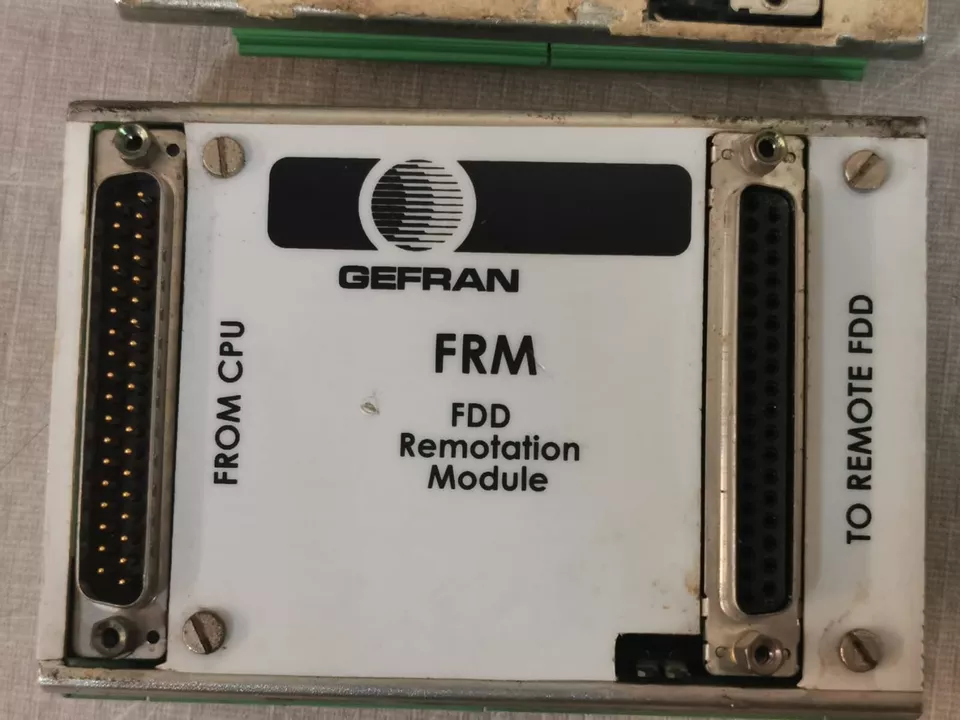 GEFRAN
FRM
FDD
Remotation
Module
FROM CPU
TO REMOTE FDD